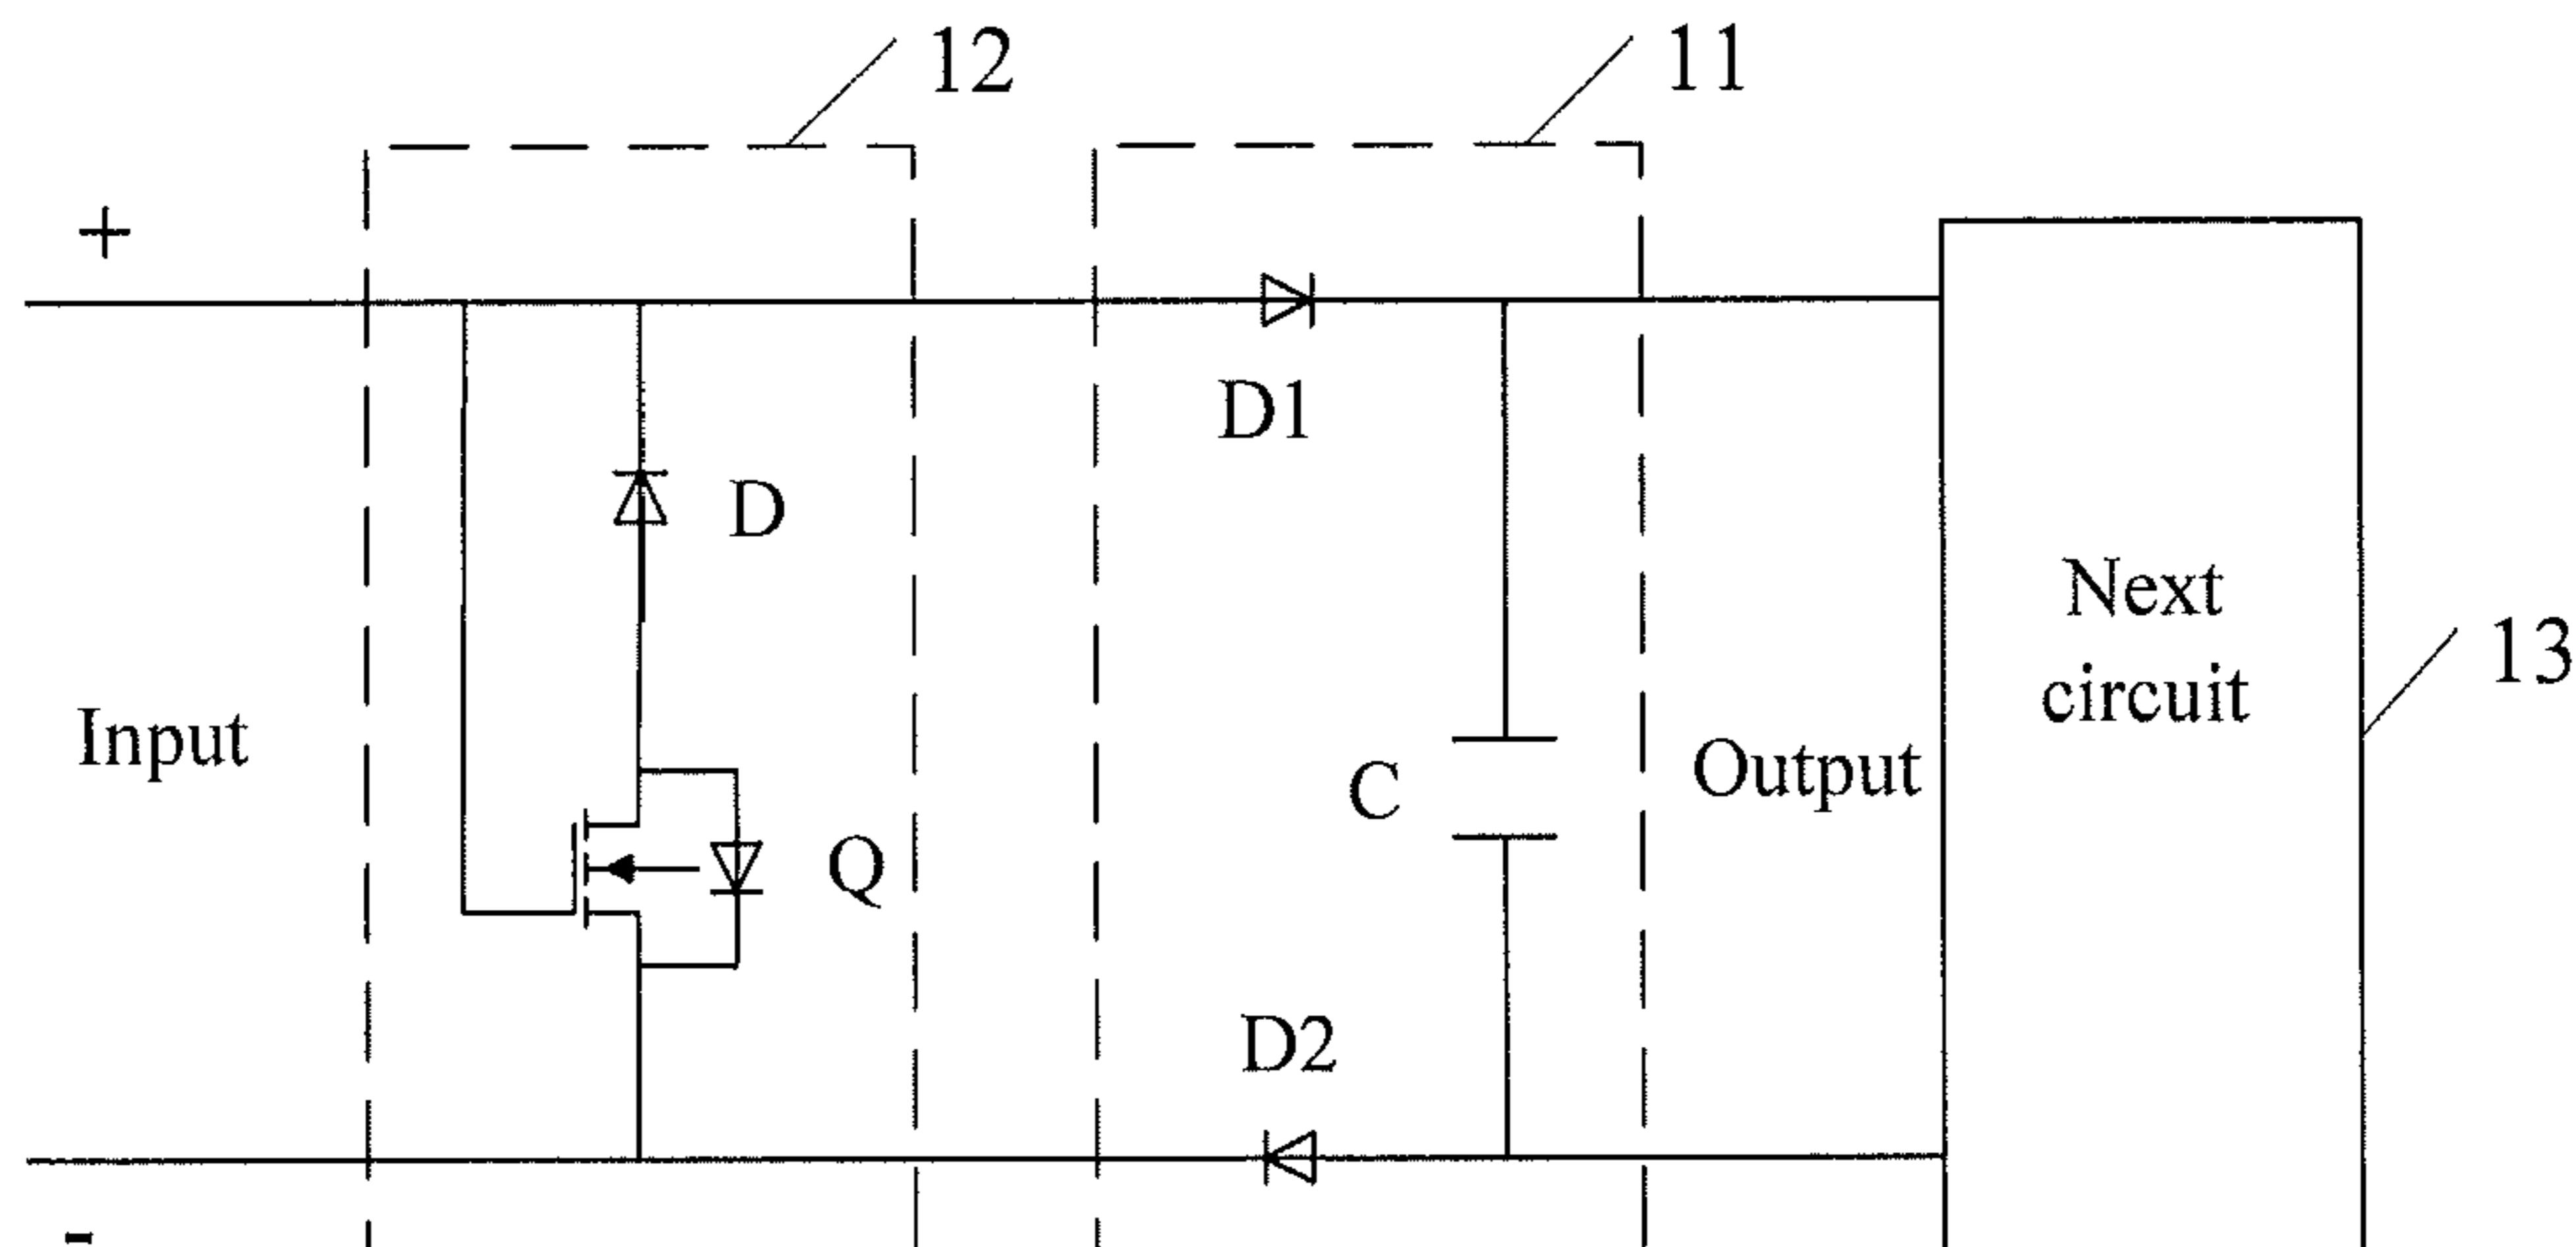 12
11
+
D1
D
Next
circuit
13
Input
Output
C
Q
D2
-